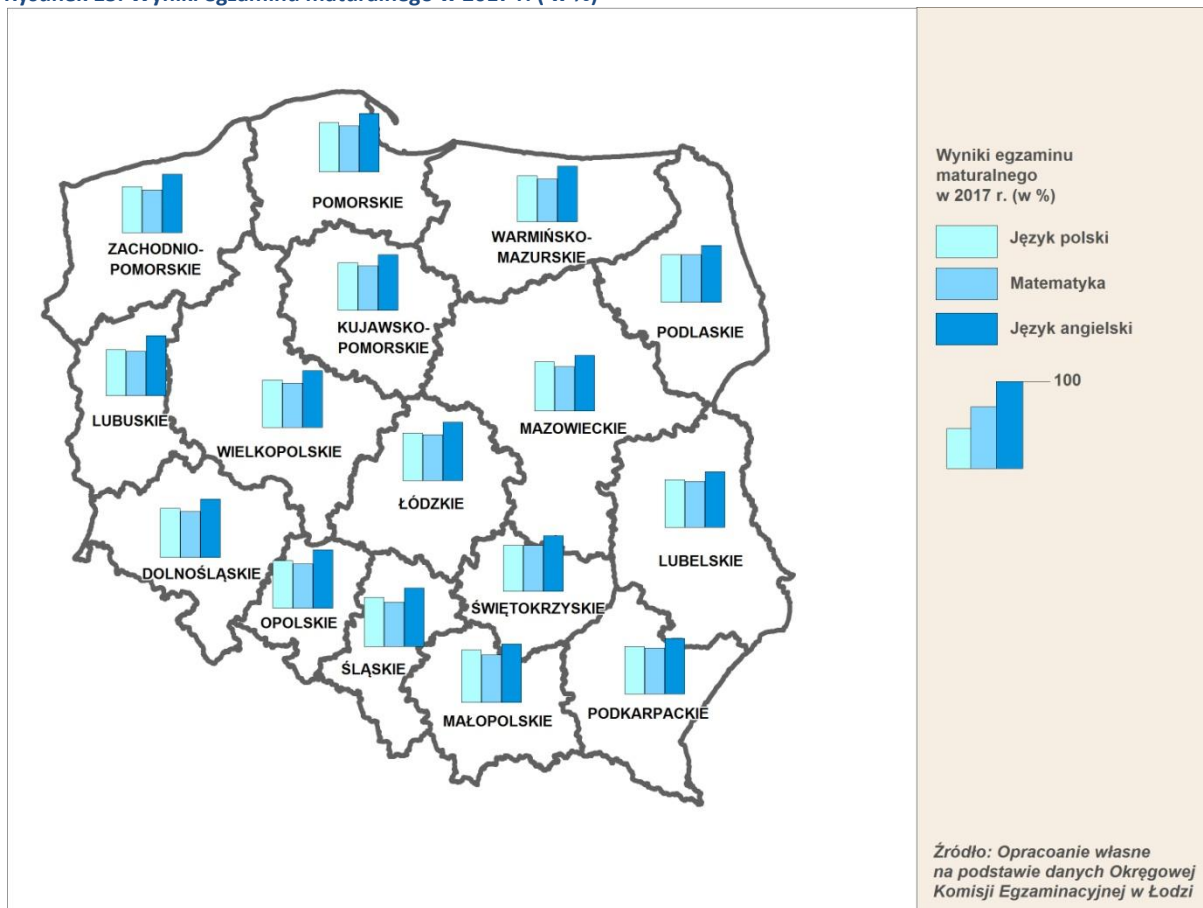 w 2017 r. ( w %)
POMORSKIE
ZACHODNIO-
POMORSKIE
WARMIŃSKO-
MAZURSKIE
KUJAWSKO-
POMORSKIE
PODLASKIE
LUBUSKIE
WIELKOPOLSKIE
MAZOWIECKIE
ŁÓDZKIE
LUBELSKIE
DOLNOŚLĄSKIE
OPOLSKIE
ŚWIĘTOKRZYSKIE
ŚLĄSKIE
MAŁOPOLSKIE
PODKARPACKIE
Wyniki egzaminu
maturalnego
w 2017 r. (w %)
Język polski
Matematyka
Język angielski
100
Źródło: Opracoanie własne
na podstawie danych Okręgowej
Komisji Egzaminacyjnej w Łodzi